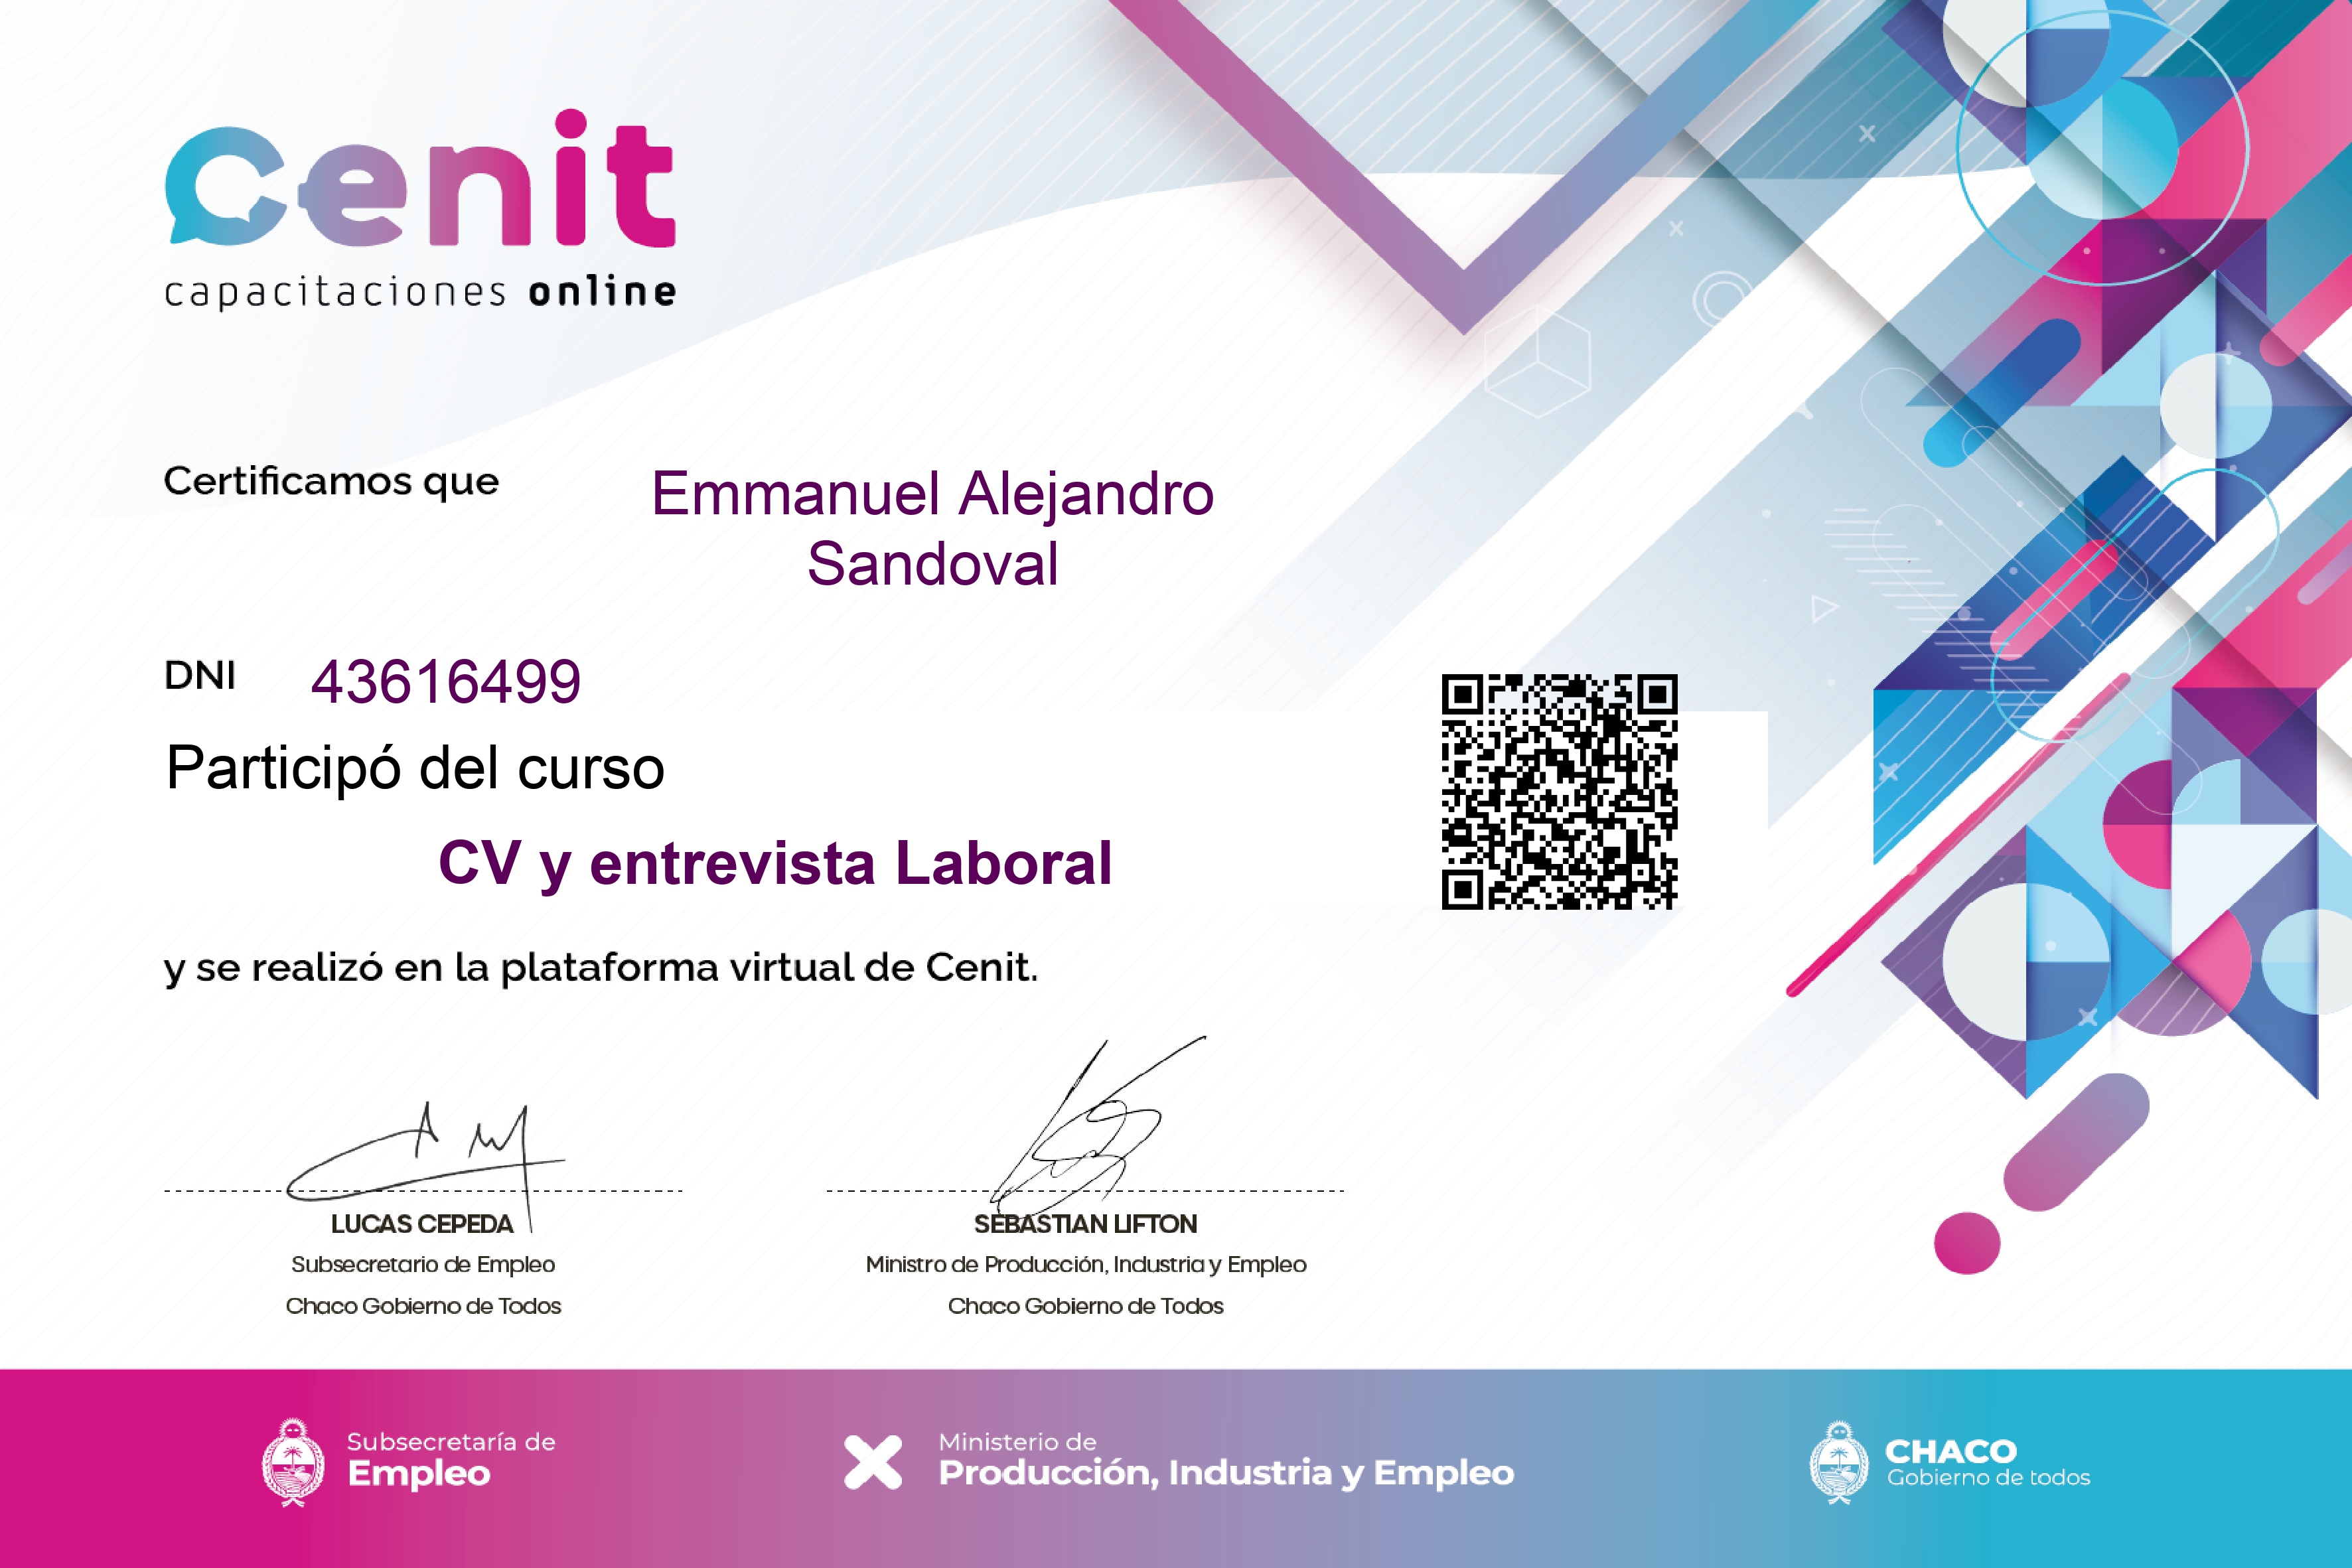 Cenit
capacitaciones online
Certificamos que
Emmanuel Alejandro
Sandoval
DNI 43616499
Participó del curso
CV y entrevista Laboral
y se realizó en la plataforma virtual de Cenit.
LUCAS CEPEDA
Subsecretario de Empleo
Chaco Gobierno de Todos
SEBASTIAN LIFTON
Ministro de Producción, Industria y Empleo
Chaco Gobierno de Todos
Subsecretaría de
Empleo
Ministerio de
Producción, Industria y Empleo
CHACO
Gobierno de todos